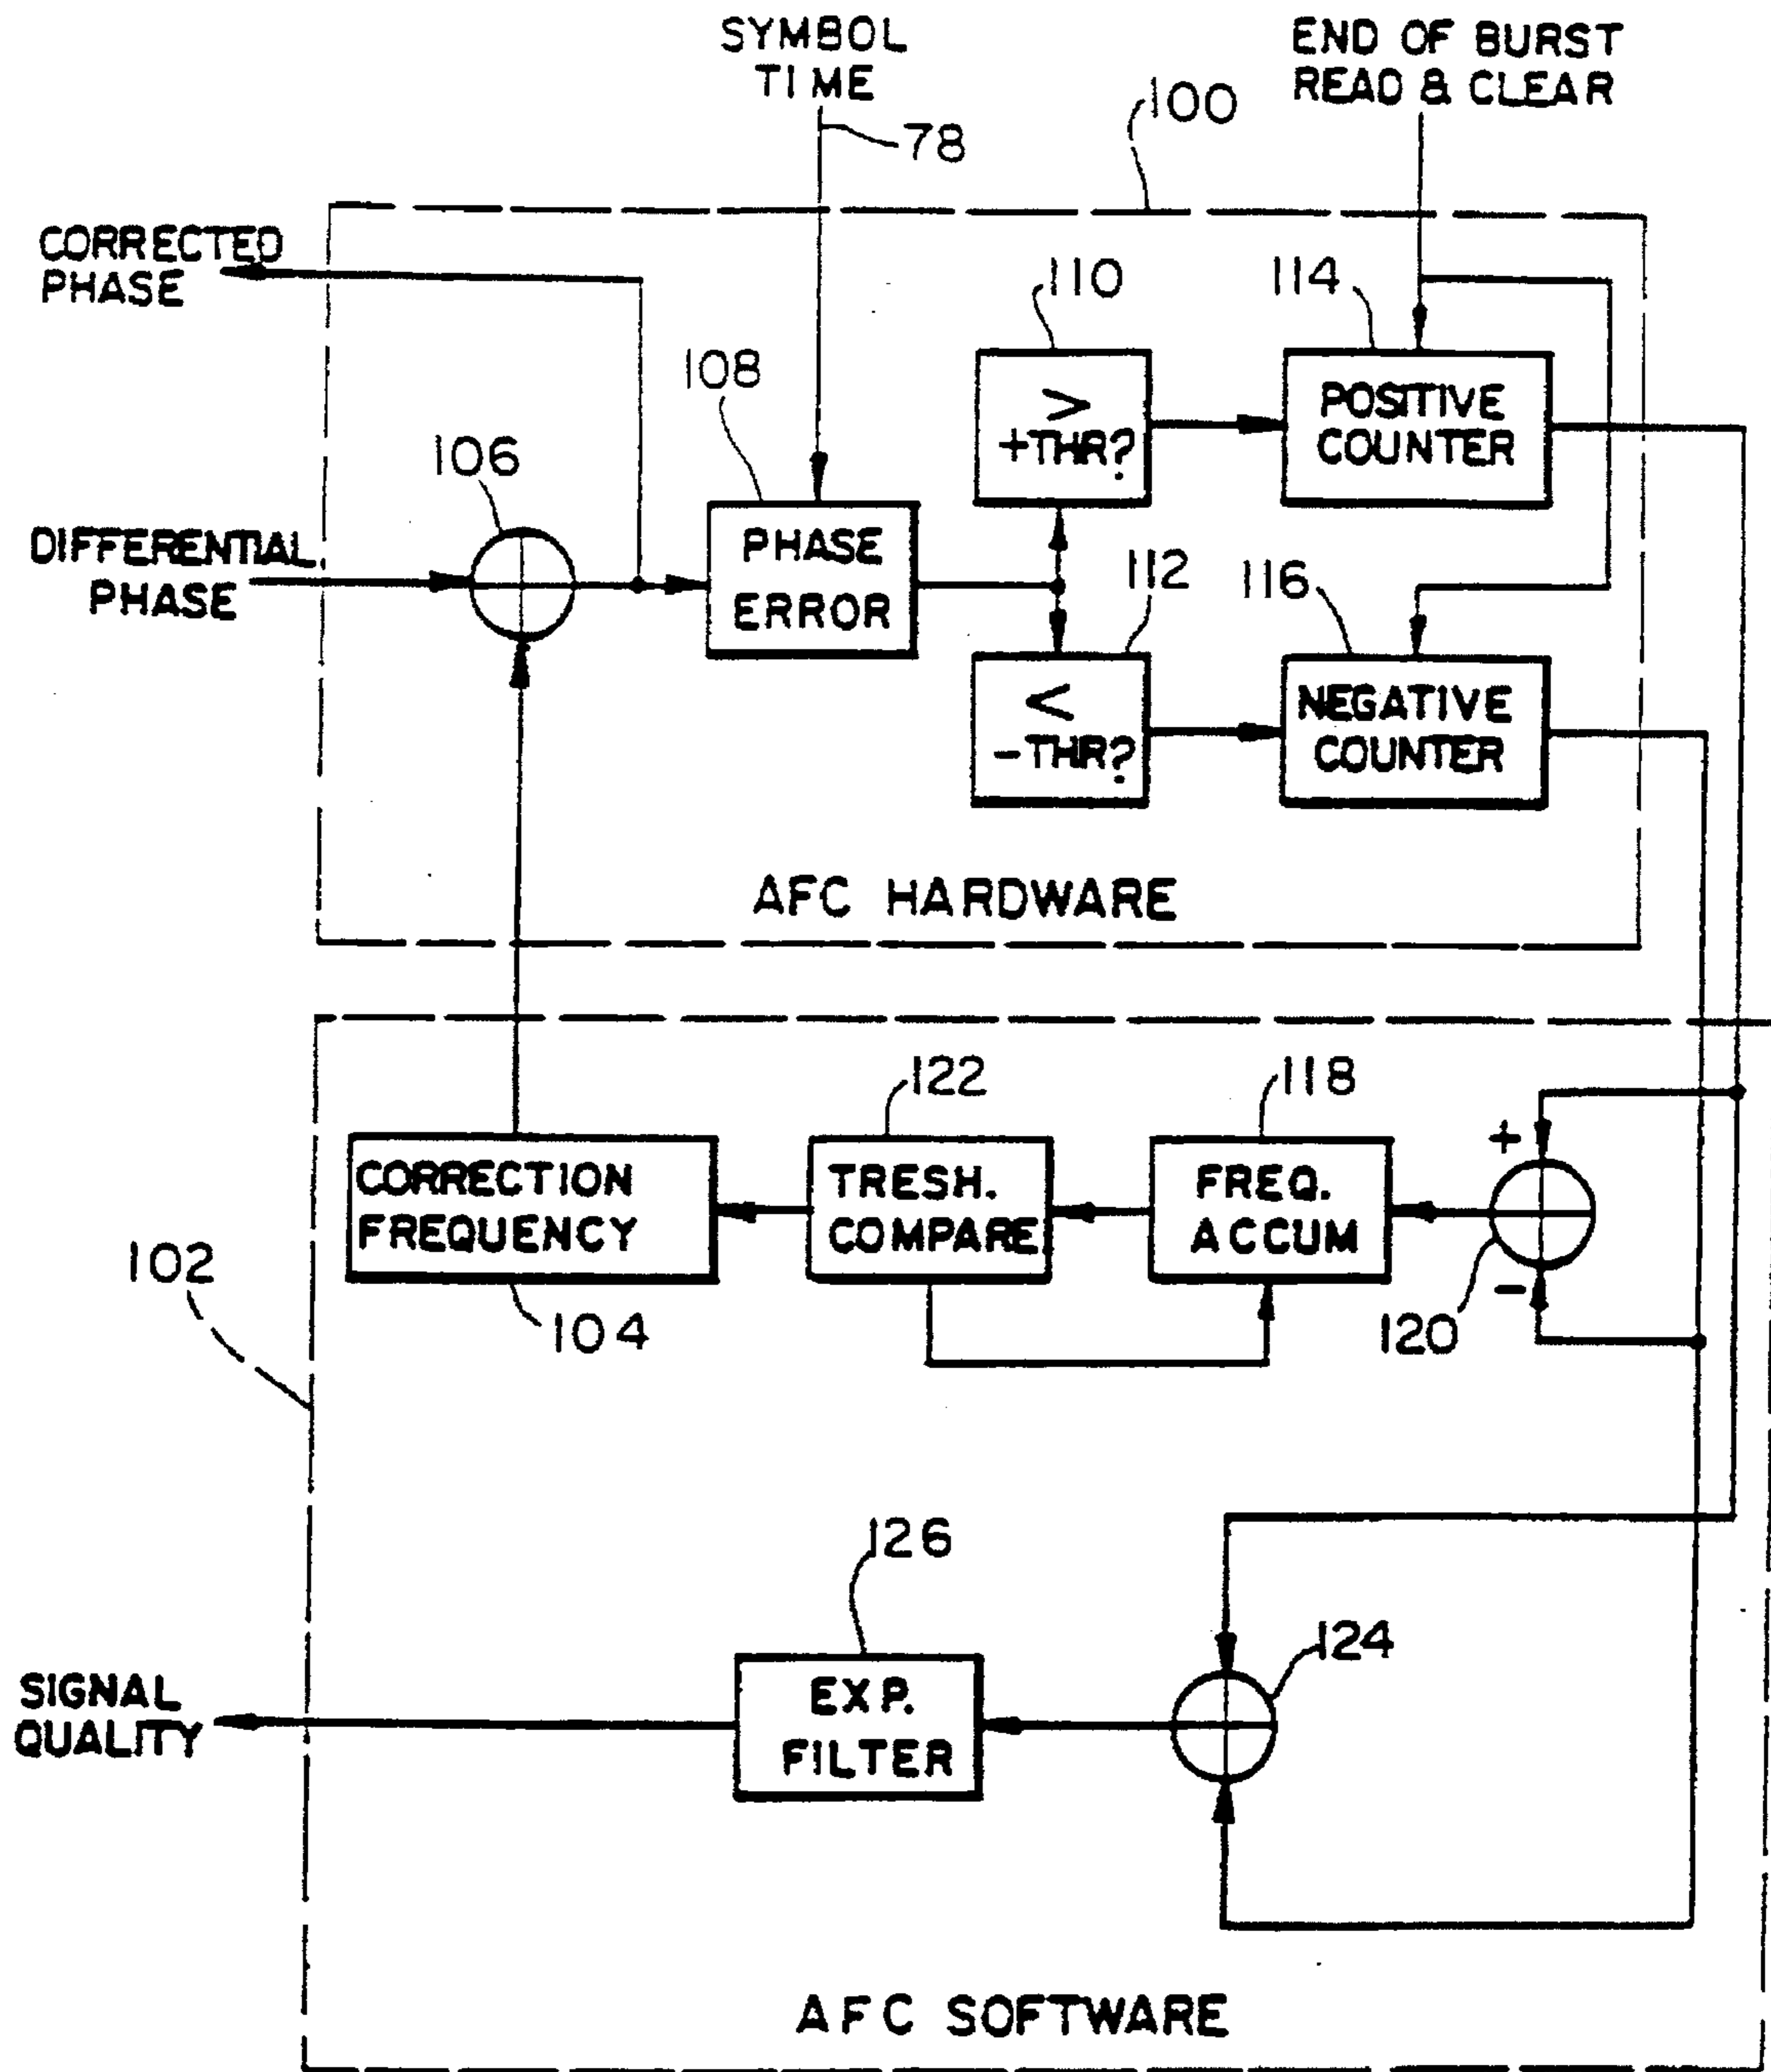 SYMBOL
TIME
78
END OF BURST
READ & CLEAR
100
CORRECTED
PHASE
110
114
108
>
+THR?
POSITIVE
COUNTER
106
DIFFERENTIAL
PHASE
PHASE
ERROR
112
116
<
-THR?
NEGATIVE
COUNTER
AFC HARDWARE
122
118
+
CORRECTION
FREQUENCY
TRESH.
COMPARE
FREQ.
ACCUM
-
102
104
120
126
124
SIGNAL
QUALITY
EXP.
FILTER
AFC SOFTWARE